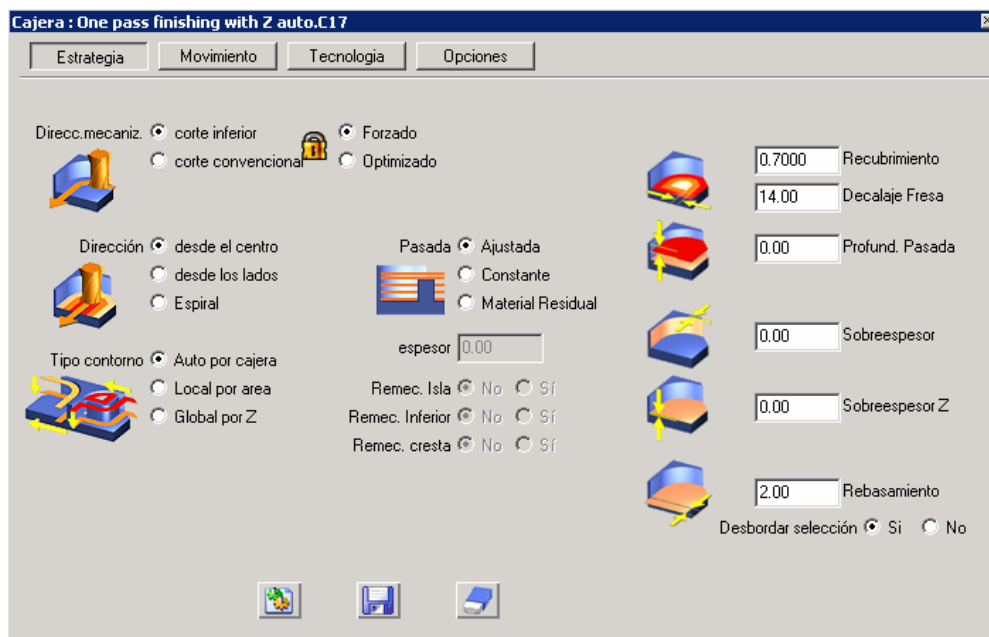 Cajera : One pass finishing with Z auto.C17
Estrategia Movimiento Tecnologia Opciones
Direcc.mecaniz. corte inferior Forzado
corte convencional Optimizado
0.7000 Recubrimiento
14.00 Decalaje Fresa
Dirección desde el centro Pasada Ajustada 0.00 Profund. Pasada
desde los lados Constante
Espiral Material Residual
espesor 0.00 0.00 Sobreespesor
Tipo contorno Auto por cajera
Local por area Remec. Isla No Sí
Global por Z Remec. Inferior No Sí 0.00 Sobreespesor Z
Remec. cresta No Sí
2.00 Rebasamiento
Desbordar selección Si No